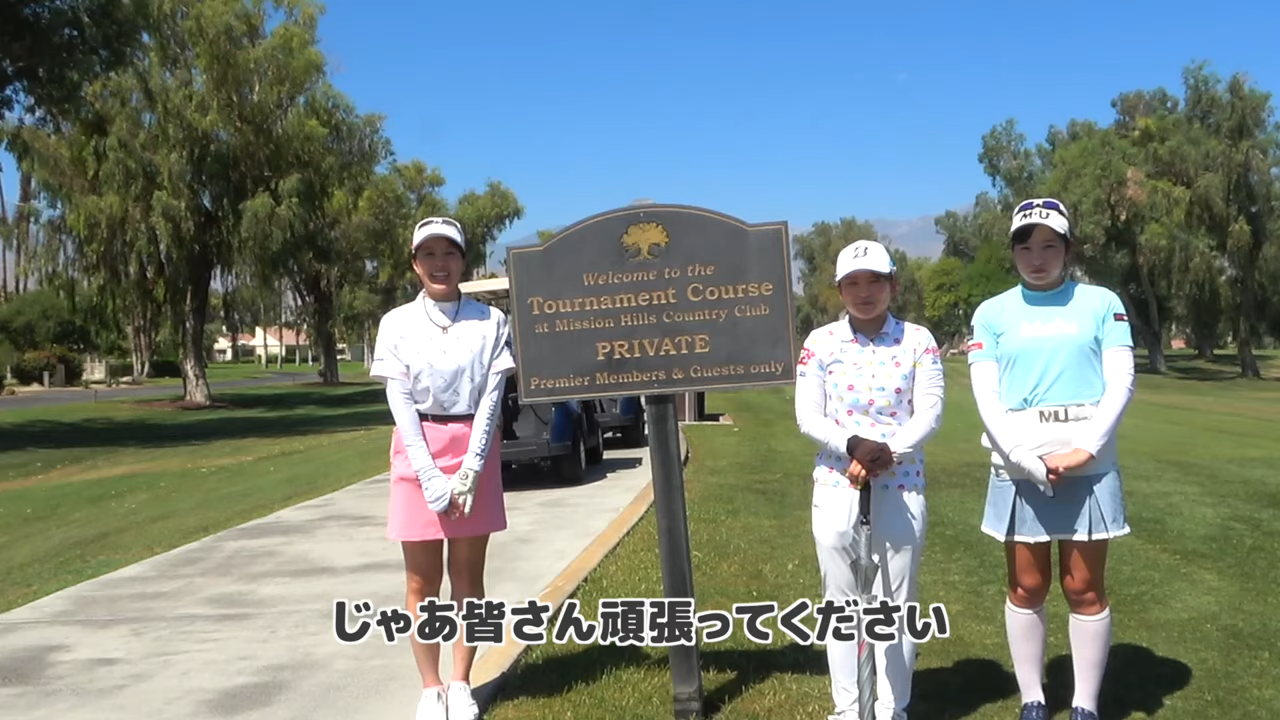 Welcome to the
Tournament Course
at Mission Hills Country Club
PRIVATE
Premier Members & Guests only
B
M・U
MU
じゃあ皆さん頑張ってください